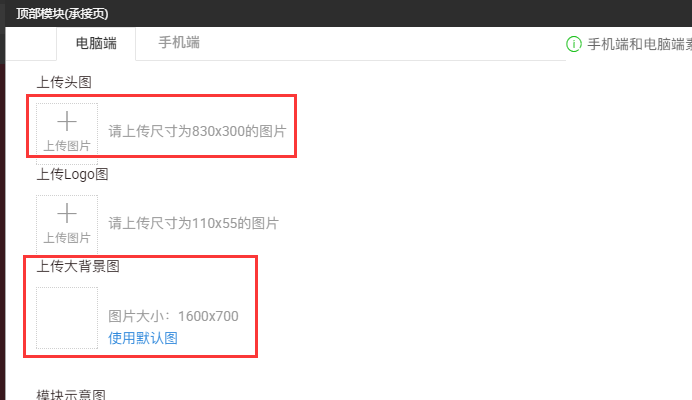 顶部模块(承接页)
电脑端 手机端 手机端和电脑端素
上传头图
上传图片 请上传尺寸为830x300的图片
上传Logo图
上传图片 请上传尺寸为110x55的图片
上传大背景图
图片大小：1600x700
使用默认图
模块示意图